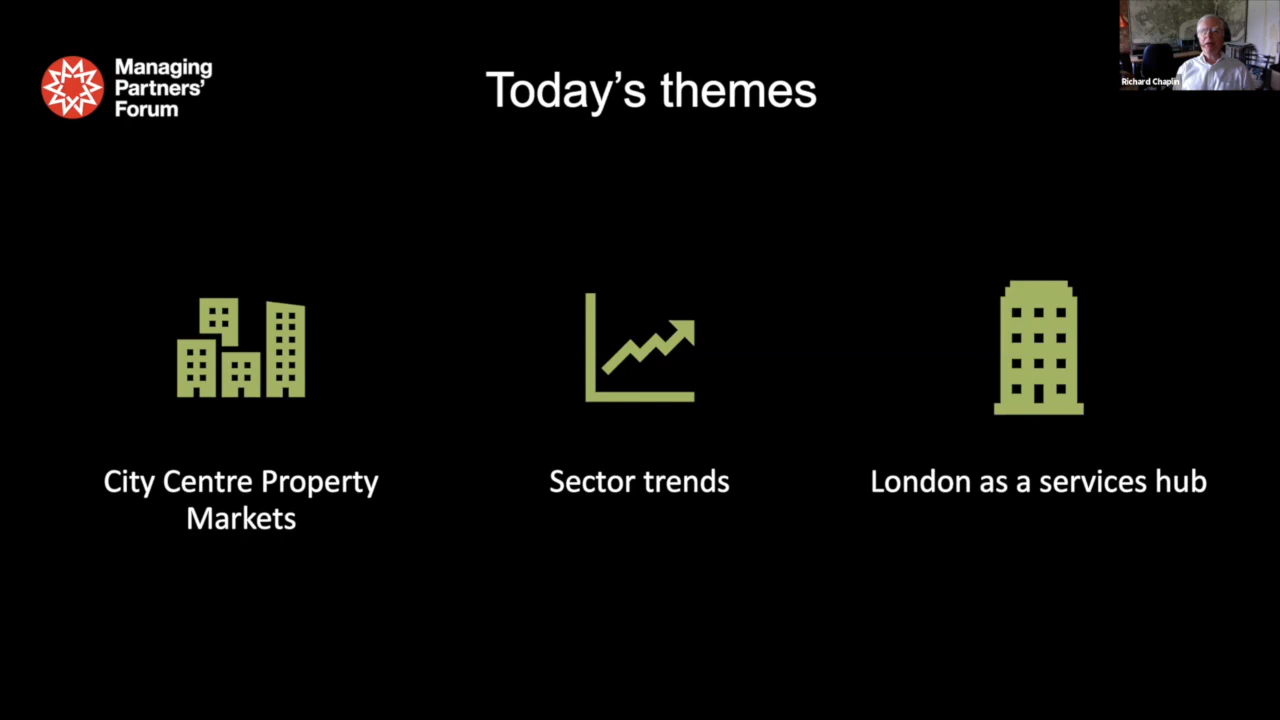 Managing
Partners'
Forum
Today's themes
Richard Chaplin
City Centre Property
Markets
Sector trends
London as a services hub